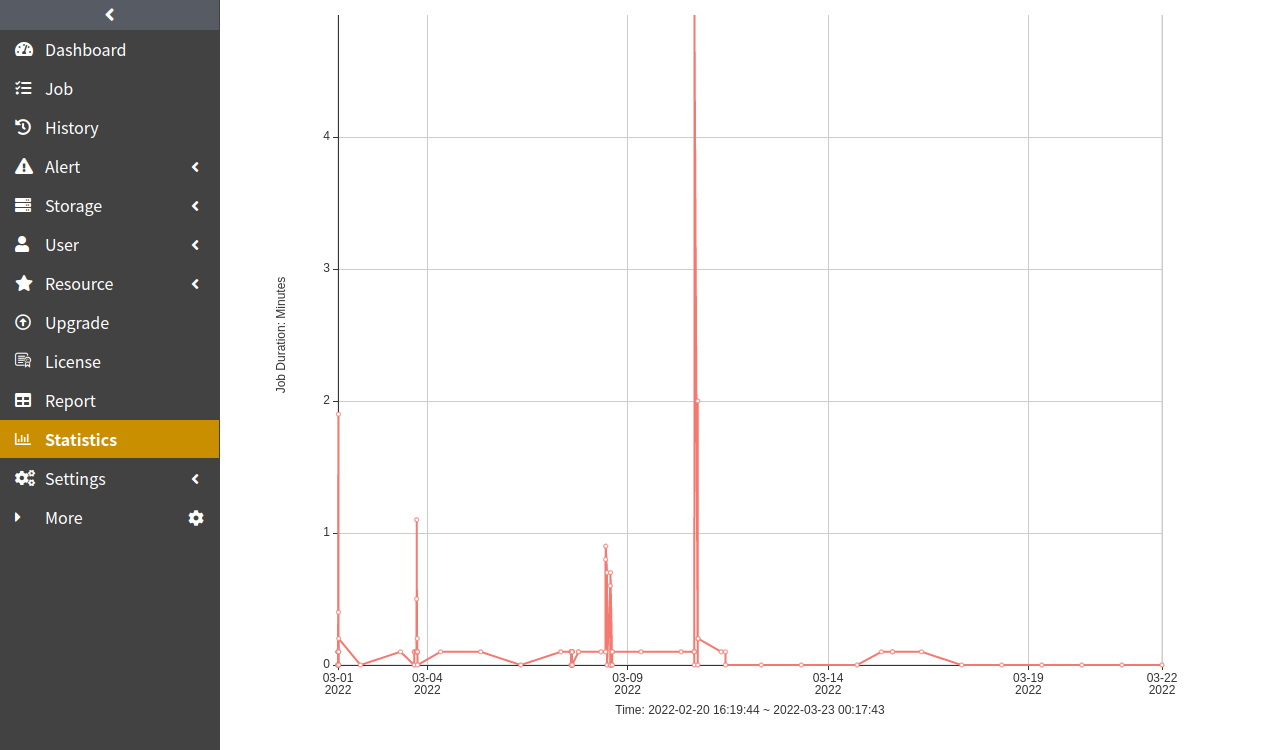 Dashboard
Job
History
Alert
Storage
User
Resource
Upgrade
License
Report
Statistics
Settings
More
Job Duration: Minutes
4
3
2
1
0
03-01 03-04 03-09 03-14 03-19 03-22
2022 2022 2022 2022 2022 2022
Time: 2022-02-20 16:19:44 ~ 2022-03-23 00:17:43